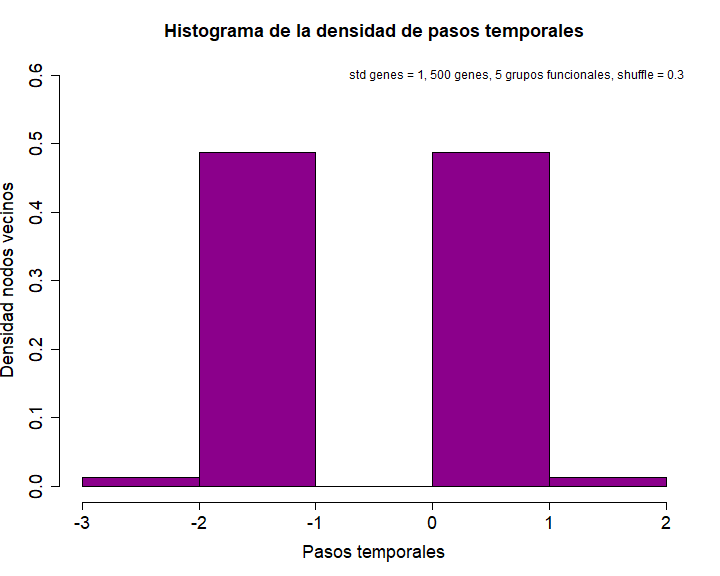 Histograma de la densidad de pasos temporales
std genes = 1, 500 genes, 5 grupos funcionales, shuffle = 0.3
Densidad nodos vecinos
0.6
0.5
0.4
0.3
0.2
0.1
0.0
-3 -2 -1 0 1 2
Pasos temporales